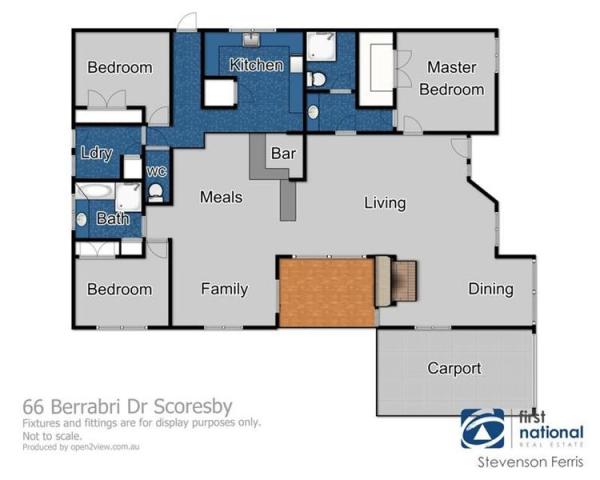 Bedroom
Kitchen
Master
Bedroom
Ldry
WC
Bar
Meals
Living
Bath
Bedroom
Family
Dining
Carport
66 Berrabri Dr Scoresby
Fixtures and fittings are for display purposes only.
Not to scale.
Produced by open2view.com.au
first
national
REAL ESTATE
Stevenson Ferris